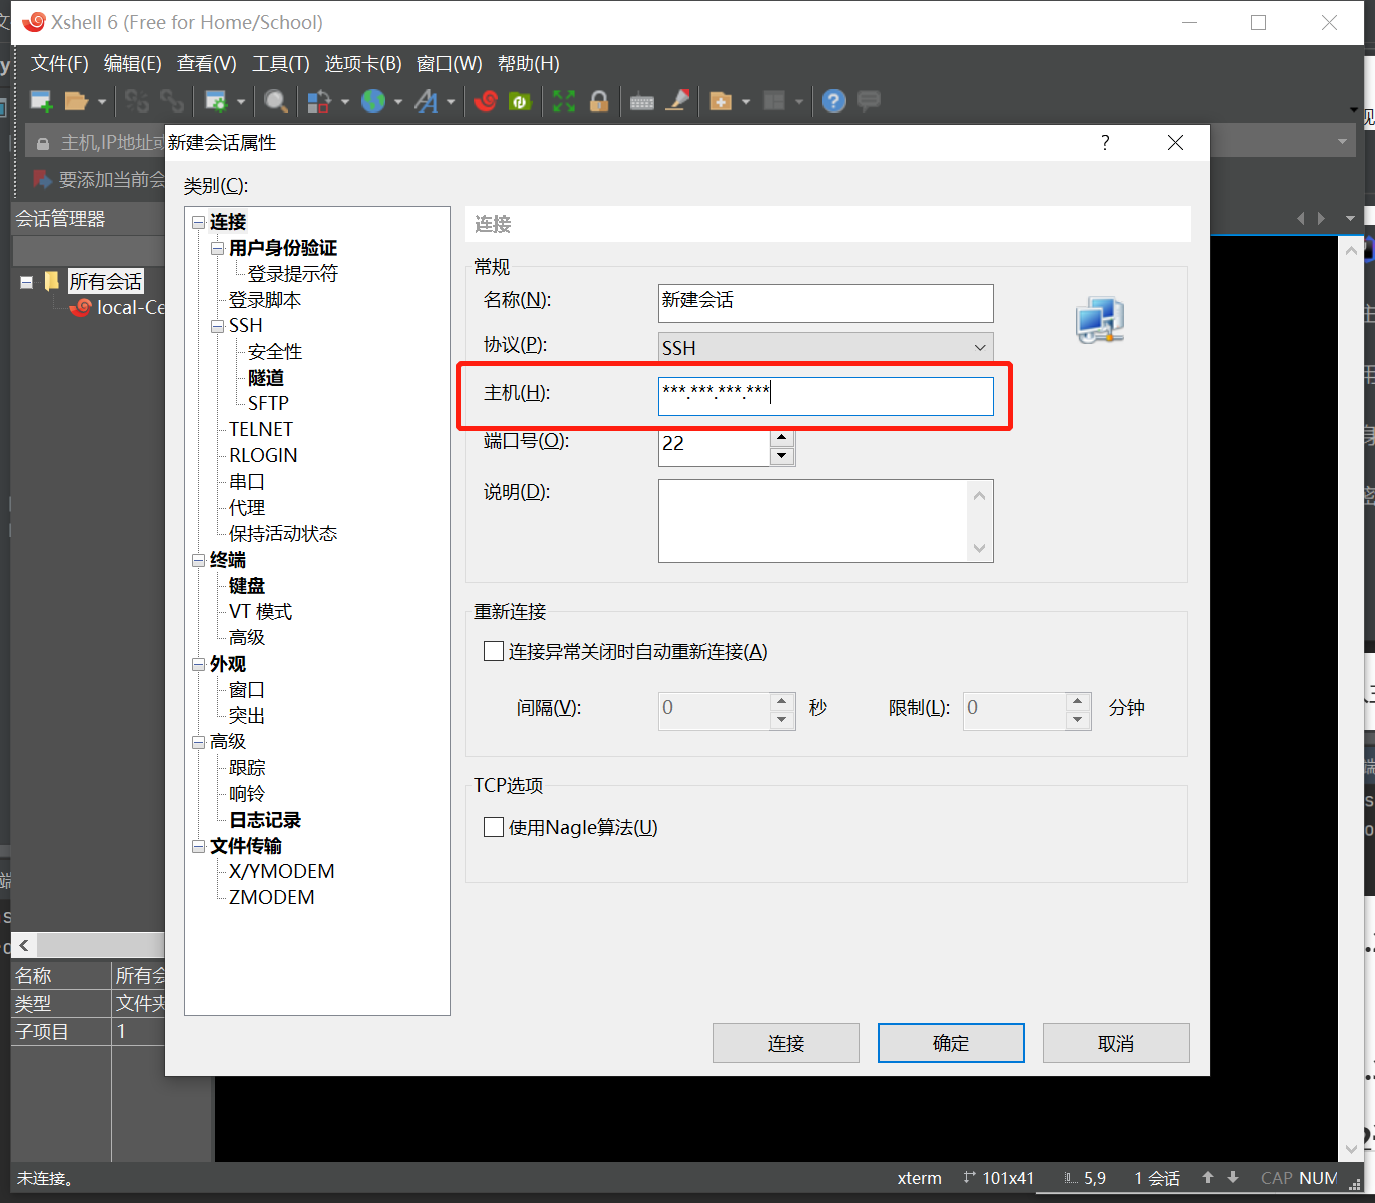 Xshell 6 (Free for Home/School)
文件(F) 编辑(E) 查看(V) 工具(T) 选项卡(B) 窗口(W) 帮助(H)
主机,IP地址或
要添加当前会
会话管理器
所有会话
local-Ce
名称 所有会
类型 文件夹
子项目 1
新建会话属性
?
类别(C):
连接
用户身份验证
登录提示符
登录脚本
SSH
安全性
隧道
SFTP
TELNET
RLOGIN
串口
代理
保持活动状态
终端
键盘
VT 模式
高级
外观
窗口
突出
高级
跟踪
响铃
日志记录
文件传输
X/YMODEM
ZMODEM
连接
常规
名称(N): 新建会话
协议(P): SSH
主机(H): ***.***.***.***
端口号(O): 22
说明(D):
重新连接
连接异常关闭时自动重新连接(A)
间隔(V): 0 秒 限制(L): 0 分钟
TCP选项
使用Nagle算法(U)
连接 确定 取消
未连接。 xterm 101x41 5,9 1 会话 CAP NUM